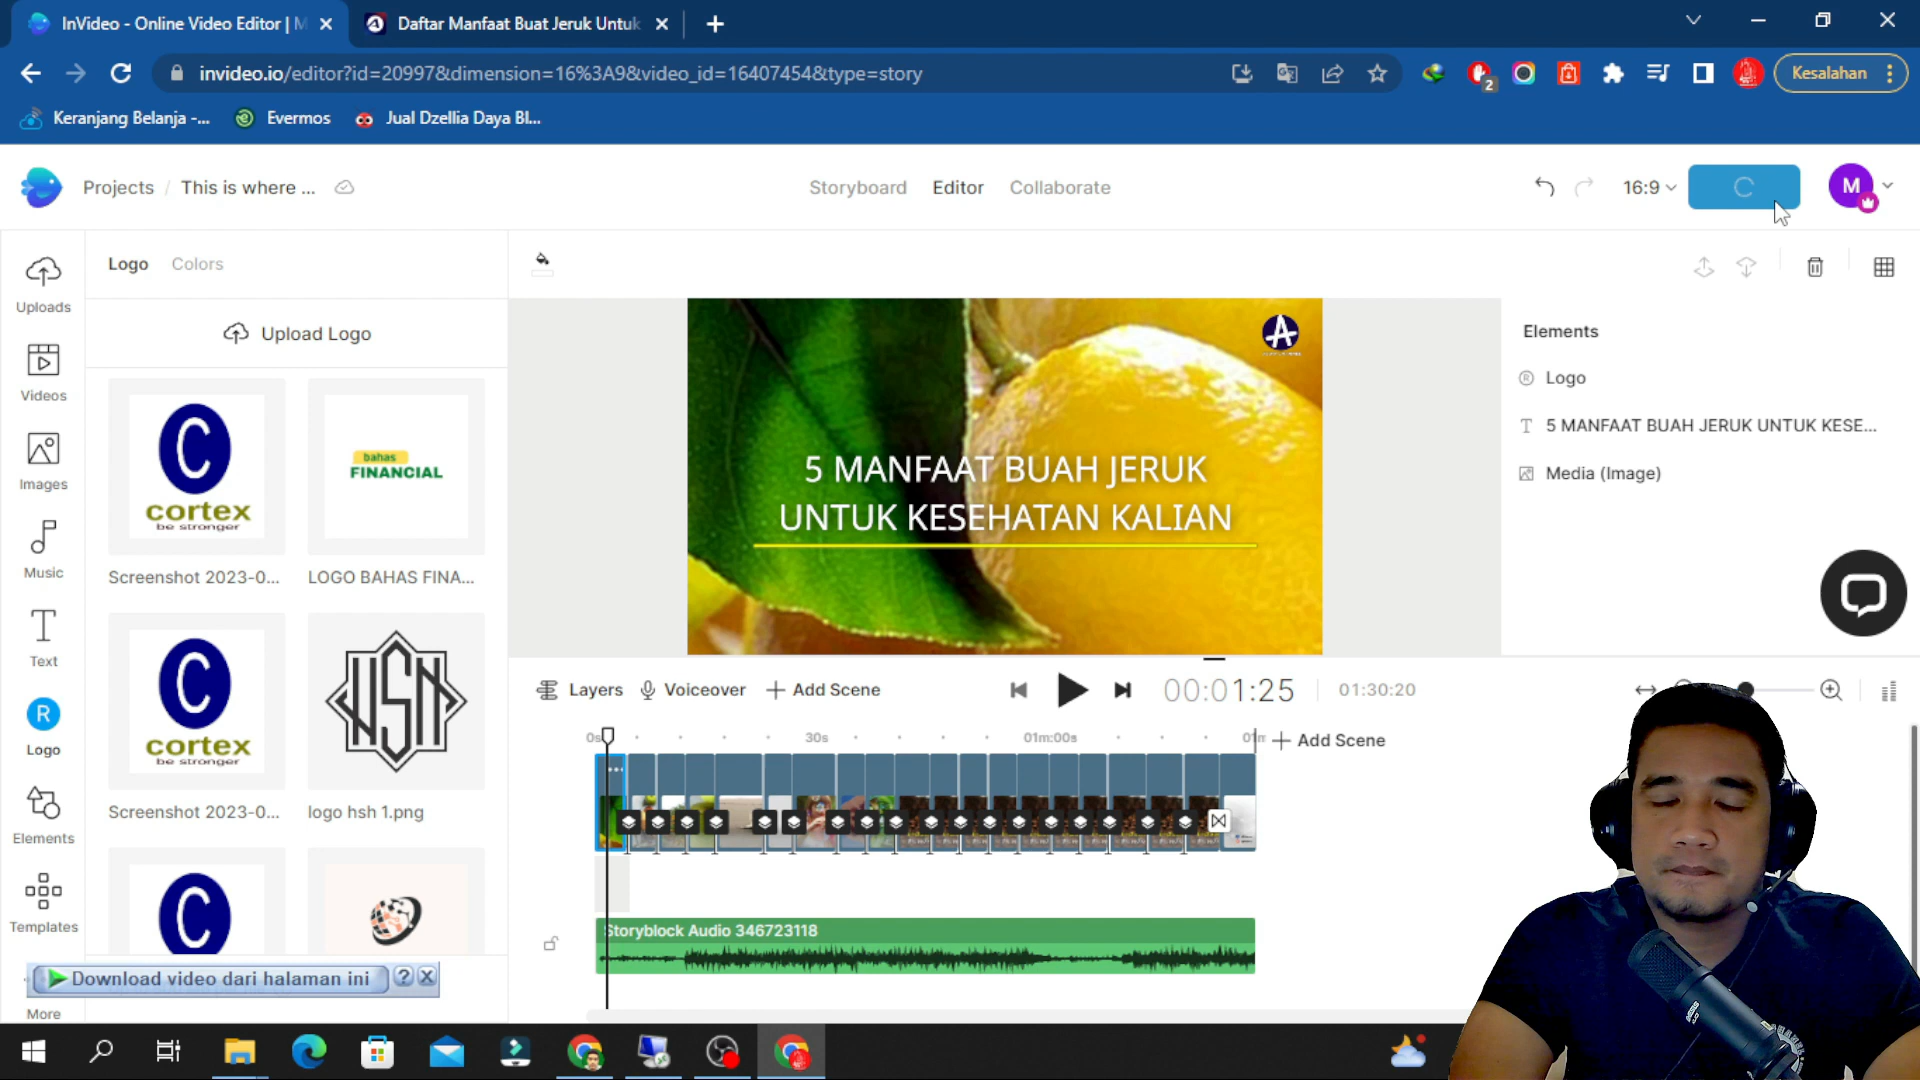 InVideo - Online Video Editor | M
Daftar Manfaat Buat Jeruk Untuk
invideo.io/editor?id=20997&dimension=16%3A9&video_id=16407454&type=story
2
Kesalahan
Keranjang Belanja -...
Evermos
Jual Dzellia Daya BI...
Projects / This is where ...
Storyboard
Editor
Collaborate
16:9
M
Uploads
Videos
Images
Music
Text
R
Logo
Elements
Templates
More
Logo
Colors
Upload Logo
C
cortex
be stronger
Screenshot 2023-0...
bahas
FINANCIAL
LOGO BAHAS FINA...
C
cortex
be stronger
Screenshot 2023-0...
HSH
logo hsh 1.png
C
Download video dari halaman ini
?
A
5 MANFAAT BUAH JERUK
UNTUK KESEHATAN KALIAN
Elements
Logo
5 MANFAAT BUAH JERUK UNTUK KESE...
Media (Image)
Layers
Voiceover
Add Scene
00:01:25
01:30:20
0s
30s
01m:00s
01m
Add Scene
Storyblock Audio 346723118